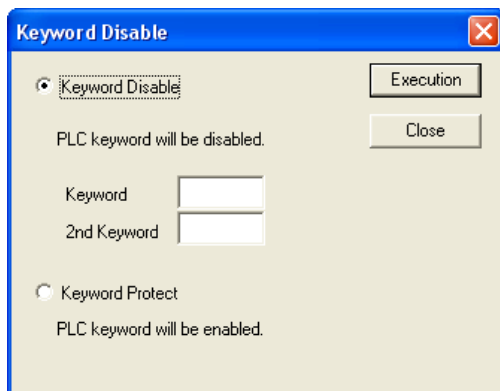 Keyword Disable
Keyword Disable
Execution
PLC keyword will be disabled.
Close
Keyword
2nd Keyword
Keyword Protect
PLC keyword will be enabled.